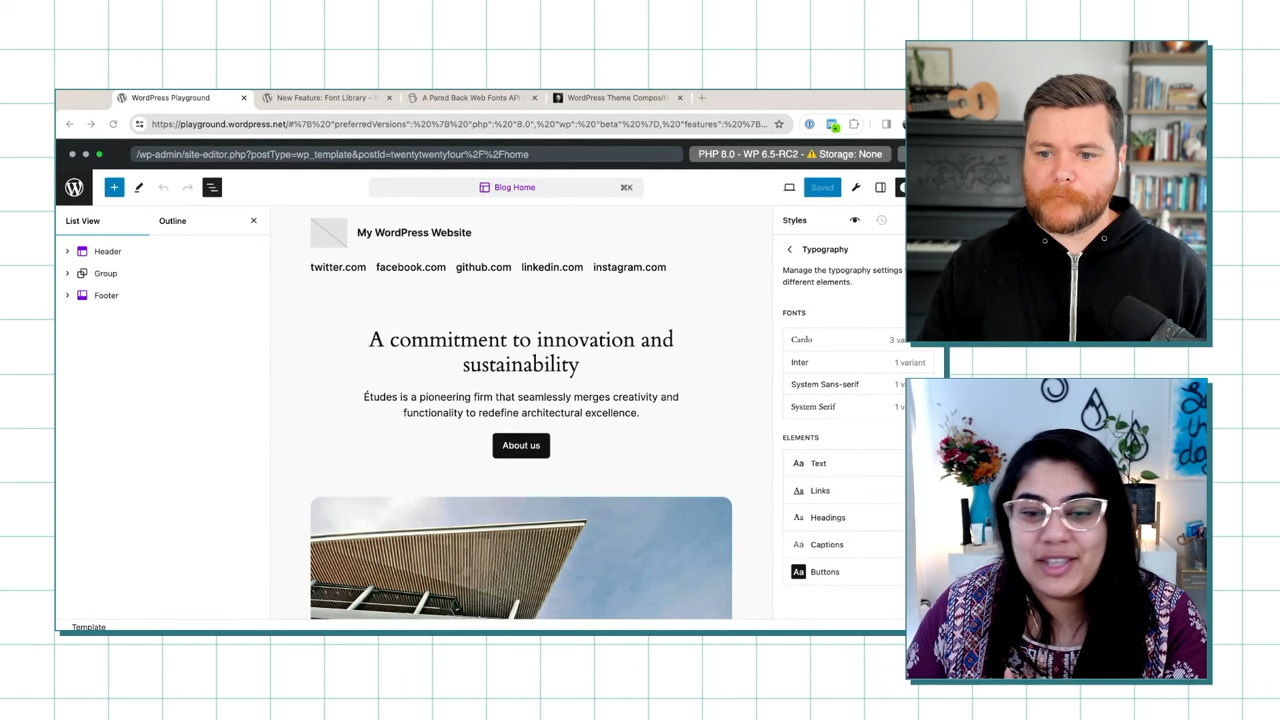 WordPress Playground
New Feature: Font Library –
A Pared Back Web Fonts API
WordPress Theme Composit
https://playground.wordpress.net/#%7B%20"preferredVersions":%20%7B%20"php":%20"8.0",%20"wp":%20"beta"%20%7D,%20"features":%20%7B...
/wp-admin/site-editor.php?postType=wp_template&postId=twentytwentyfour%2F%2Fhome
PHP 8.0 - WP 6.5-RC2 - ⚠ Storage: None
Blog Home
⌘K
Saved
List View
Outline
Header
Group
Footer
My WordPress Website
twitter.com facebook.com github.com linkedin.com instagram.com
A commitment to innovation and
sustainability
Études is a pioneering firm that seamlessly merges creativity and
functionality to redefine architectural excellence.
About us
Styles
Typography
Manage the typography settings
different elements.
FONTS
Cardo 3 va
Inter 1 variant
System Sans-serif 1 v
System Serif 1 v
ELEMENTS
Aa Text
Aa Links
Aa Headings
Aa Captions
Aa Buttons
Template